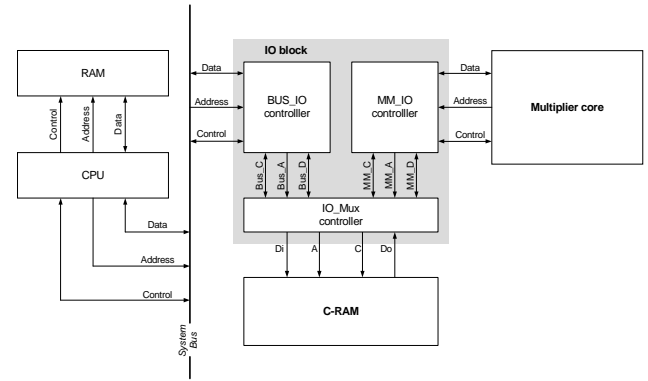 IO block
RAM
Control
Address
Data
CPU
Data
Address
Control
System
Bus
Data
Address
Control
BUS_IO
controlller
MM_IO
controlller
Data
Address
Control
Multiplier core
Bus_C
Bus_A
Bus_D
MM_C
MM_A
MM_D
IO_Mux
controller
Di
A
C
Do
C-RAM